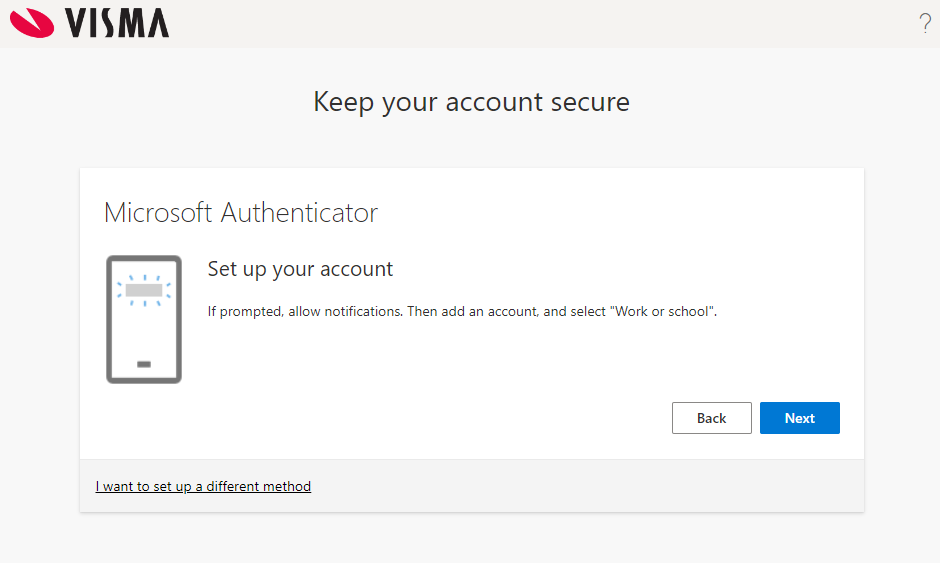 VISMA
?
Keep your account secure
Microsoft Authenticator
Set up your account
If prompted, allow notifications. Then add an account, and select "Work or school".
Back
Next
I want to set up a different method